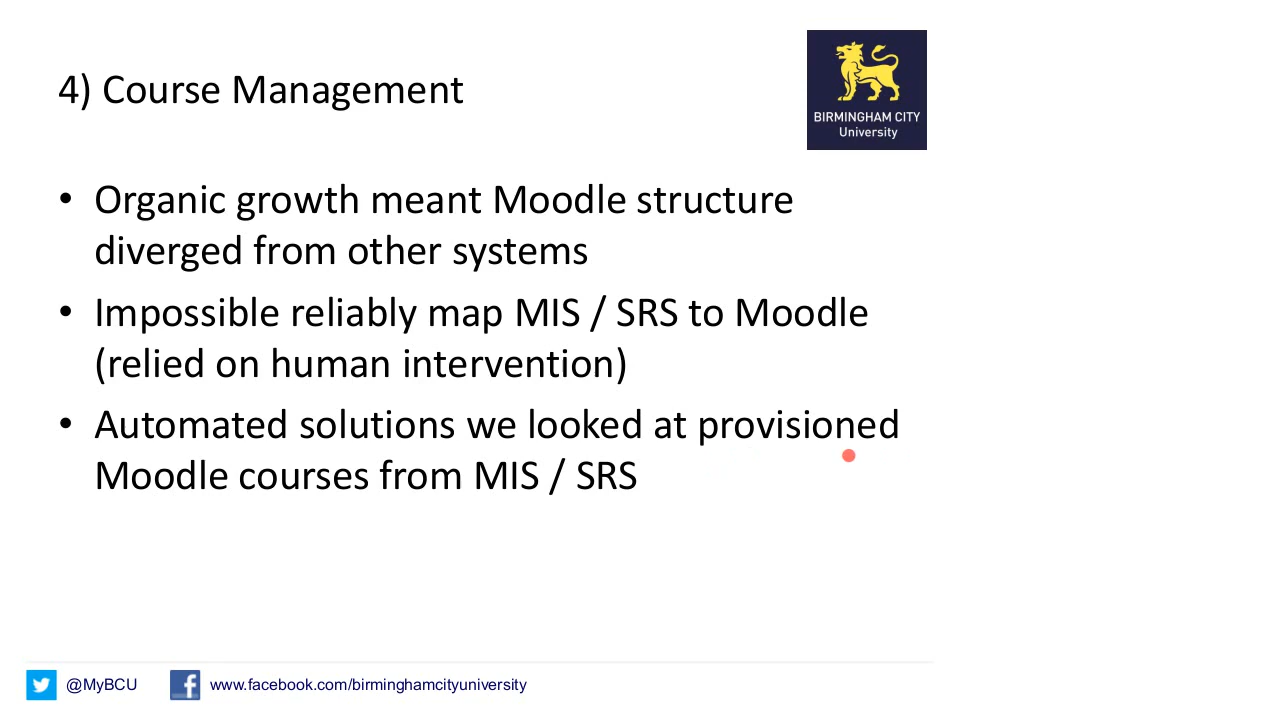 4) Course Management
BIRMINGHAM CITY
University
• Organic growth meant Moodle structure
diverged from other systems
• Impossible reliably map MIS / SRS to Moodle
(relied on human intervention)
• Automated solutions we looked at provisioned
Moodle courses from MIS / SRS
@MyBCU
www.facebook.com/birminghamcityuniversity